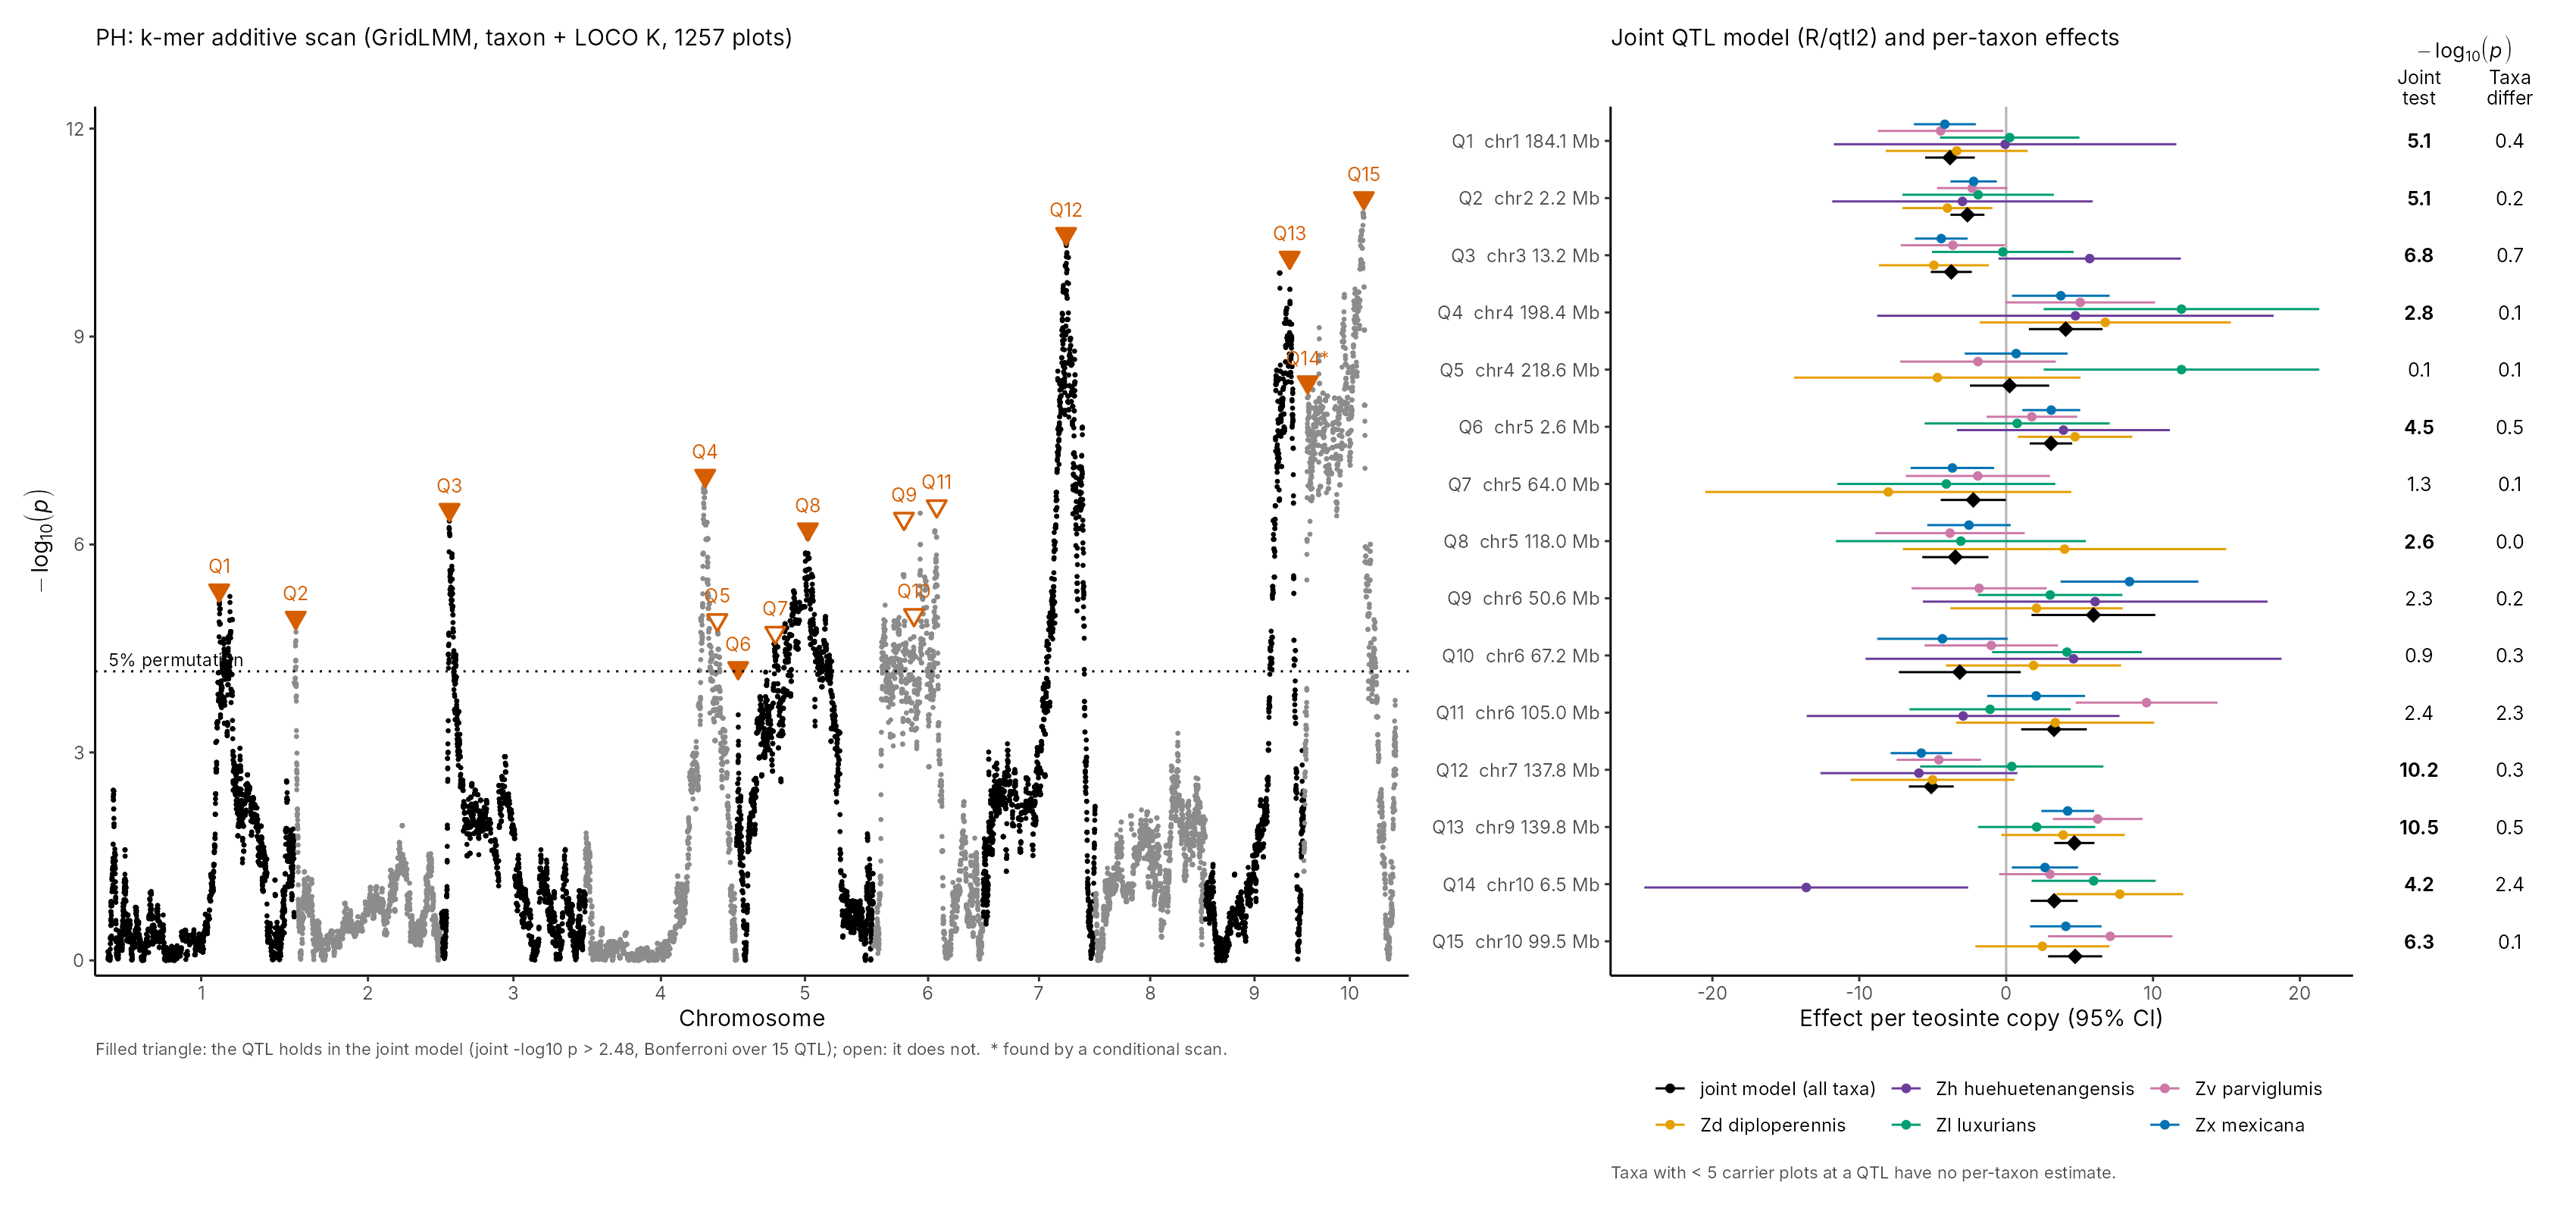 PH: k-mer additive scan (GridLMM, taxon + LOCO K, 1257 plots)
12
9
6
3
0
− log10(p)
5% permutation
Q1
Q2
Q3
Q4
Q5
Q6
Q7
Q8
Q9
Q10
Q11
Q12
Q13
Q14*
Q15
1 2 3 4 5 6 7 8 9 10
Chromosome
Filled triangle: the QTL holds in the joint model (joint -log10 p > 2.48, Bonferroni over 15 QTL); open: it does not. * found by a conditional scan.
Joint QTL model (R/qtl2) and per-taxon effects
− log10(p)
Joint test
Taxa differ
Q1 chr1 184.1 Mb 5.1 0.4
Q2 chr2 2.2 Mb 5.1 0.2
Q3 chr3 13.2 Mb 6.8 0.7
Q4 chr4 198.4 Mb 2.8 0.1
Q5 chr4 218.6 Mb 0.1 0.1
Q6 chr5 2.6 Mb 4.5 0.5
Q7 chr5 64.0 Mb 1.3 0.1
Q8 chr5 118.0 Mb 2.6 0.0
Q9 chr6 50.6 Mb 2.3 0.2
Q10 chr6 67.2 Mb 0.9 0.3
Q11 chr6 105.0 Mb 2.4 2.3
Q12 chr7 137.8 Mb 10.2 0.3
Q13 chr9 139.8 Mb 10.5 0.5
Q14 chr10 6.5 Mb 4.2 2.4
Q15 chr10 99.5 Mb 6.3 0.1
-20 -10 0 10 20
Effect per teosinte copy (95% CI)
joint model (all taxa) Zh huehuetenangensis Zv parviglumis
Zd diploperennis Zl luxurians Zx mexicana
Taxa with < 5 carrier plots at a QTL have no per-taxon estimate.